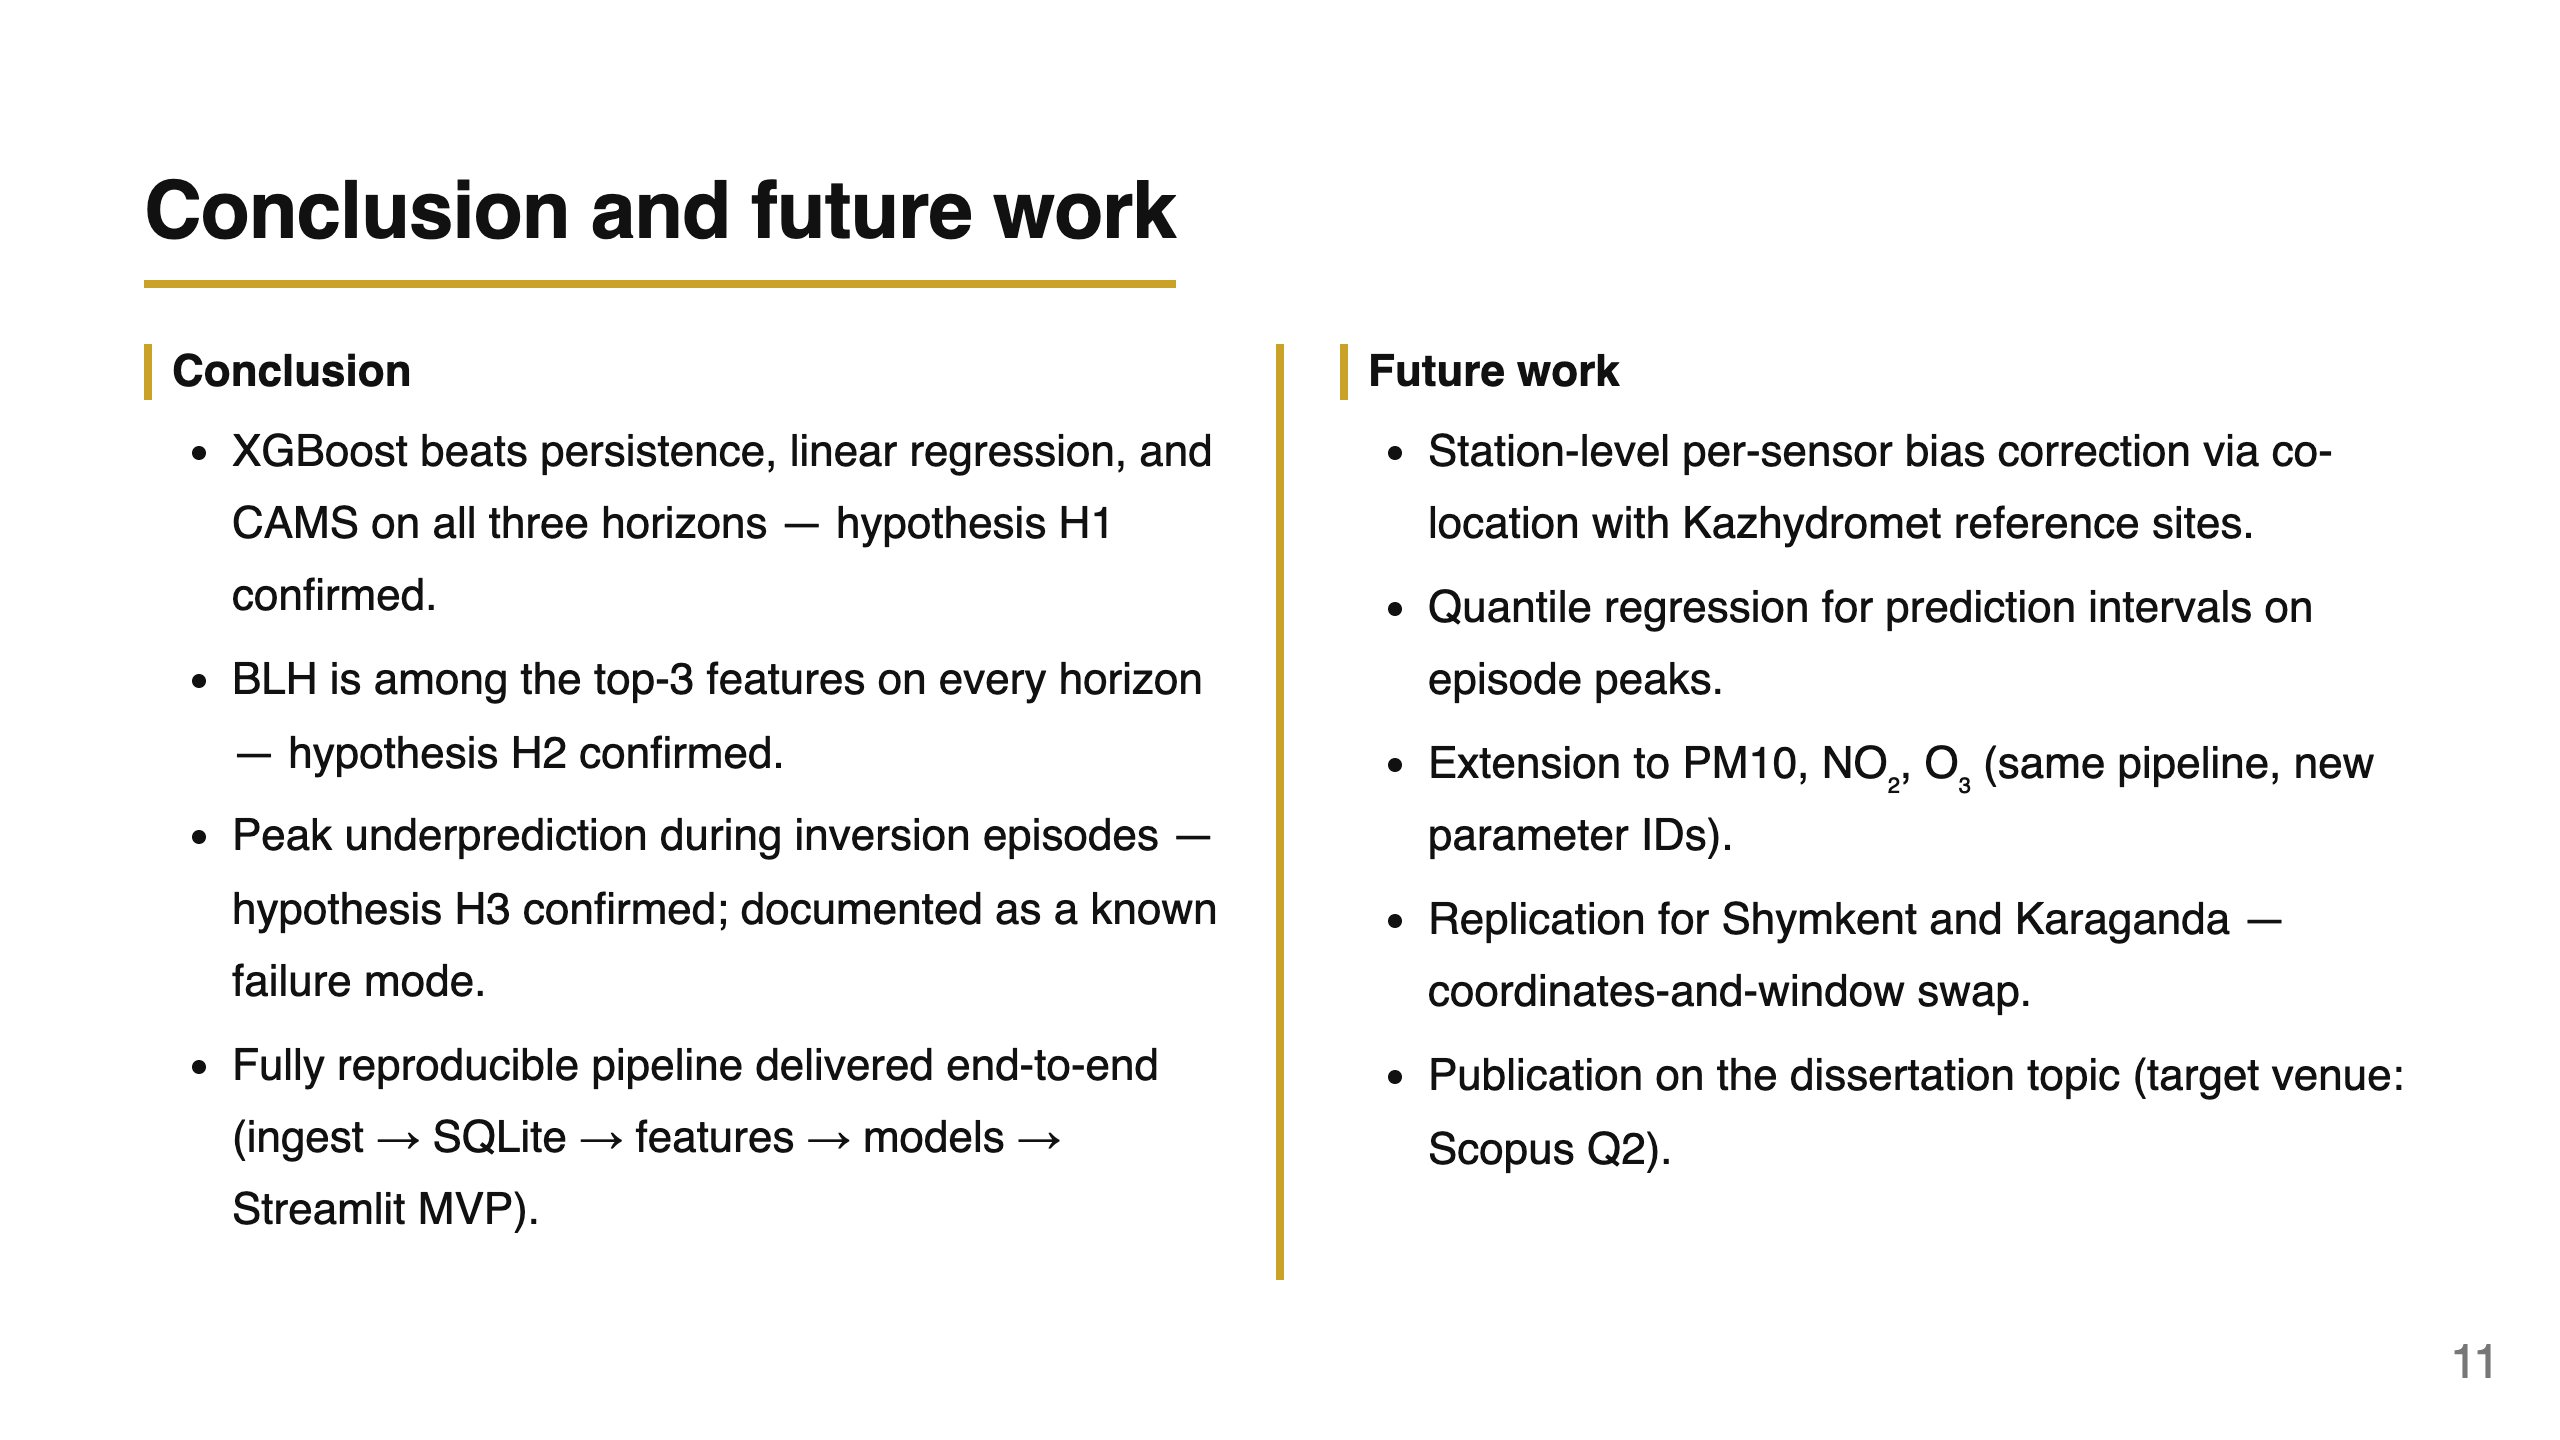 Conclusion and future work
Conclusion
• XGBoost beats persistence, linear regression, and
CAMS on all three horizons — hypothesis H1
confirmed.
• BLH is among the top-3 features on every horizon
— hypothesis H2 confirmed.
• Peak underprediction during inversion episodes —
hypothesis H3 confirmed; documented as a known
failure mode.
• Fully reproducible pipeline delivered end-to-end
(ingest → SQLite → features → models →
Streamlit MVP).
Future work
• Station-level per-sensor bias correction via co-
location with Kazhydromet reference sites.
• Quantile regression for prediction intervals on
episode peaks.
• Extension to PM10, NO₂, O₃ (same pipeline, new
parameter IDs).
• Replication for Shymkent and Karaganda —
coordinates-and-window swap.
• Publication on the dissertation topic (target venue:
Scopus Q2).
11